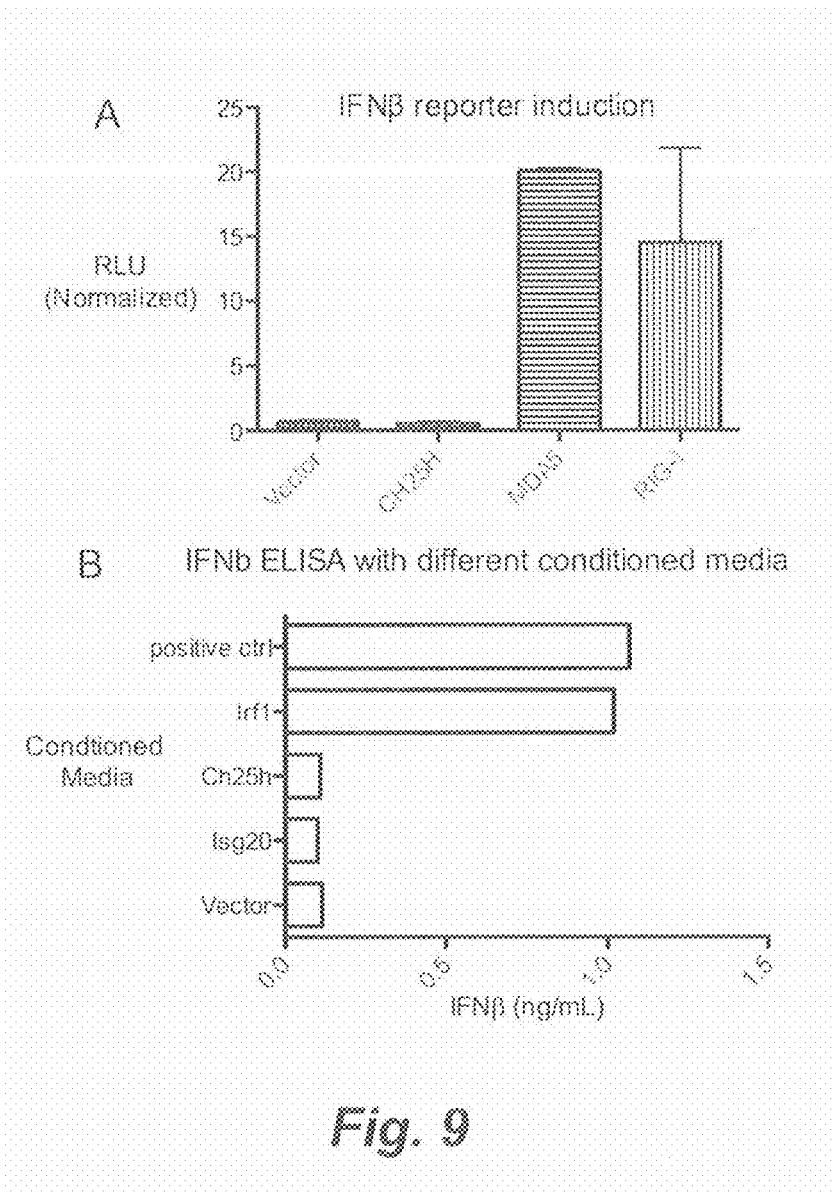 A
IFNβ reporter induction
25
20
15
10
5
0
RLU
(Normalized)
Vector
CH25H
MDA5
RIG-I
B
IFNb ELISA with different conditioned media
positive ctrl
Irf1
Ch25h
Isg20
Vector
Condtioned
Media
0.0
0.5
1.0
1.5
IFNβ (ng/mL)
Fig. 9